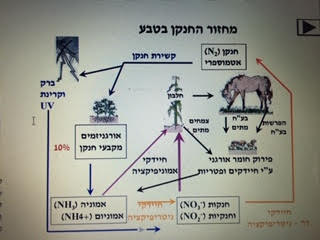 מחזור החנקן בטבע
חנקן (N₂)
אטמוספרי
קשירת חנקן
ברק
וקרינת
UV
חלבון
אורגניזמים
מקבעי חנקן
10%
צמחים
מתים
בע"ח
מתים
הפרשות
בע"ח
חיידקי
אמוניפיקציה
פירוק חומר אורגני
ע"י חיידקים ופטריות
אמוניה (NH₃)
אמוניום (NH4+)
חיידקי
ניטריפיקציה
חנקות (NO₃⁻)
וחנקיות (NO₂⁻)
חיידקי
דה - ניטריפיקציה